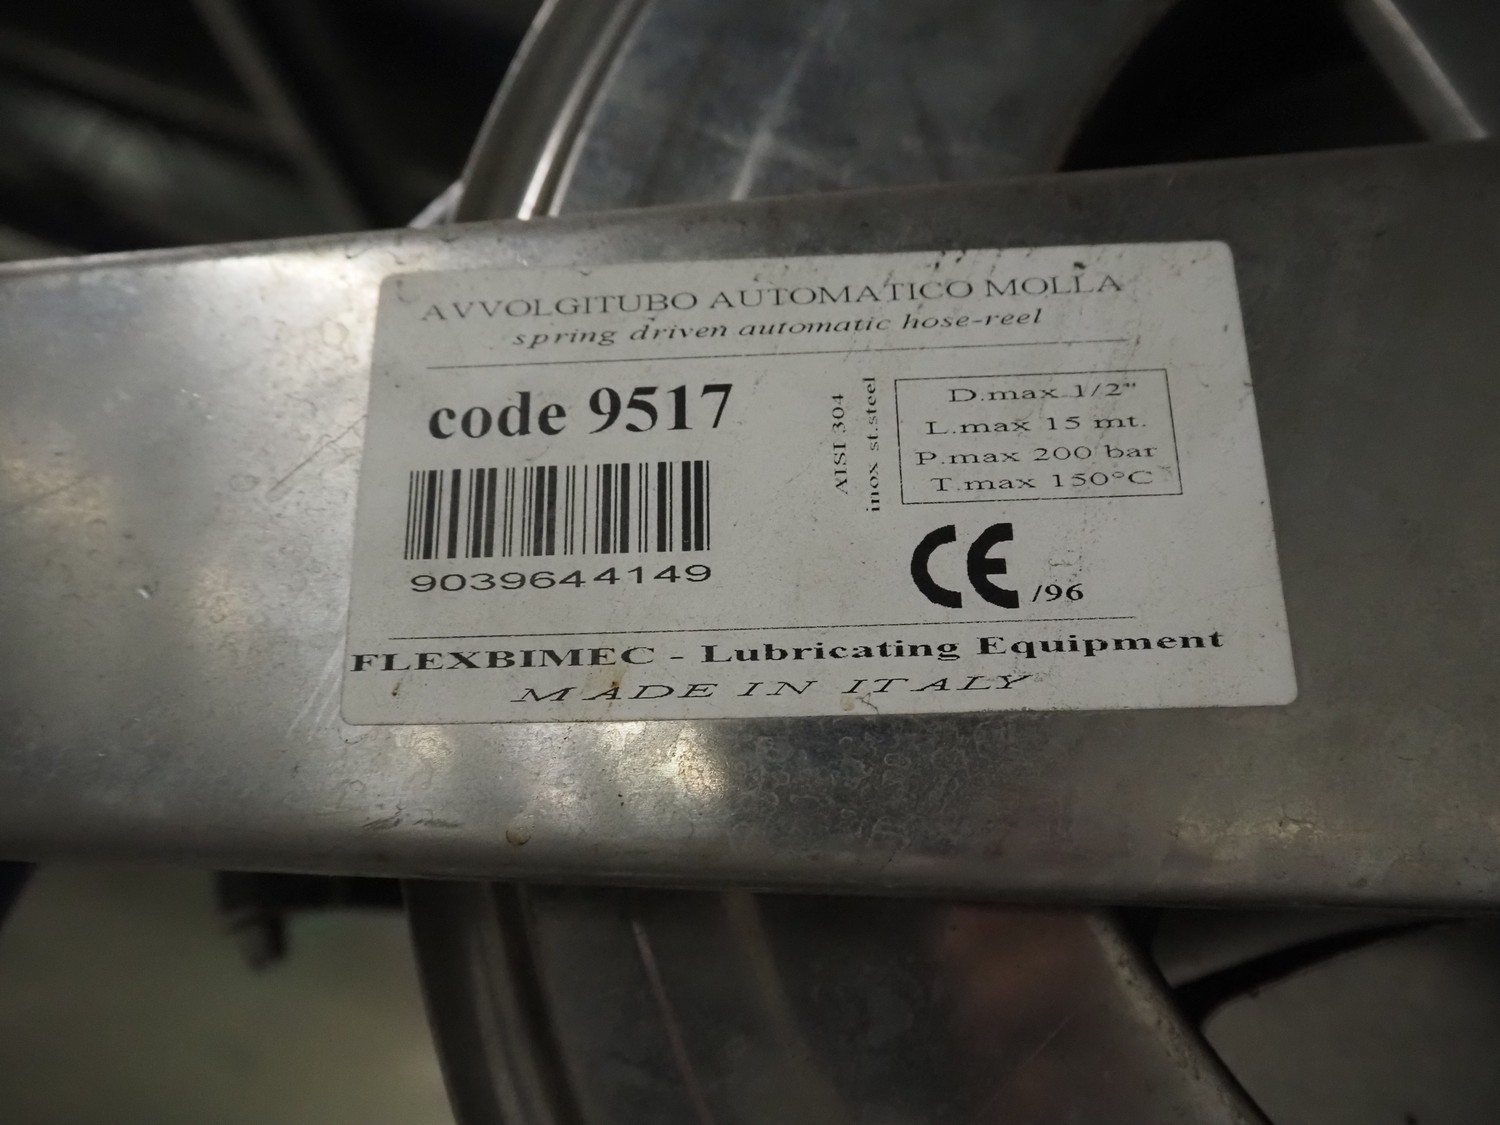 AVVOLGITUBO AUTOMATICO MOLLA
spring driven automatic hose-reel
code 9517
9039644149
AISI 304
inox st.steel
D.max 1/2"
L.max 15 mt.
P.max 200 bar
T.max 150°C
CE /96
FLEXBIMEC - Lubricating Equipment
MADE IN ITALY